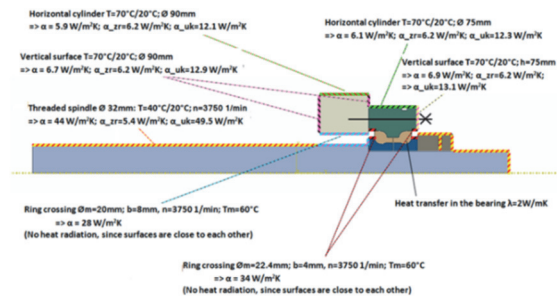 Horizontal cylinder T=70°C/20°C; Ø 90mm
=> α = 5.9 W/m²K; α_zr=6.2 W/m²K; α_uk=12.1 W/m²K
Horizontal cylinder T=70°C/20°C; Ø 75mm
=> α = 6.1 W/m²K; α_zr=6.2 W/m²K; α_uk=12.3 W/m²K
Vertical surface T=70°C/20°C; Ø 90mm
=> α = 6.7 W/m²K; α_zr=6.2 W/m²K; α_uk=12.9 W/m²K
Vertical surface T=70°C/20°C; h=75mm
=> α = 6.9 W/m²K; α_zr=6.2 W/m²K;
=> α_uk=13.1 W/m²K
Threaded spindle Ø 32mm: T=40°C/20°C; n=3750 1/min
=> α = 44 W/m²K; α_zr=5.4 W/m²K; α_uk=49.5 W/m²K
Heat transfer in the bearing λ=2W/mK
Ring crossing Øm=20mm; b=8mm, n=3750 1/min; Tm=60°C
=> α = 28 W/m²K
(No heat radiation, since surfaces are close to each other)
Ring crossing Øm=22.4mm; b=4mm, n=3750 1/min; Tm=60°C
=> α = 34 W/m²K
(No heat radiation, since surfaces are close to each other)